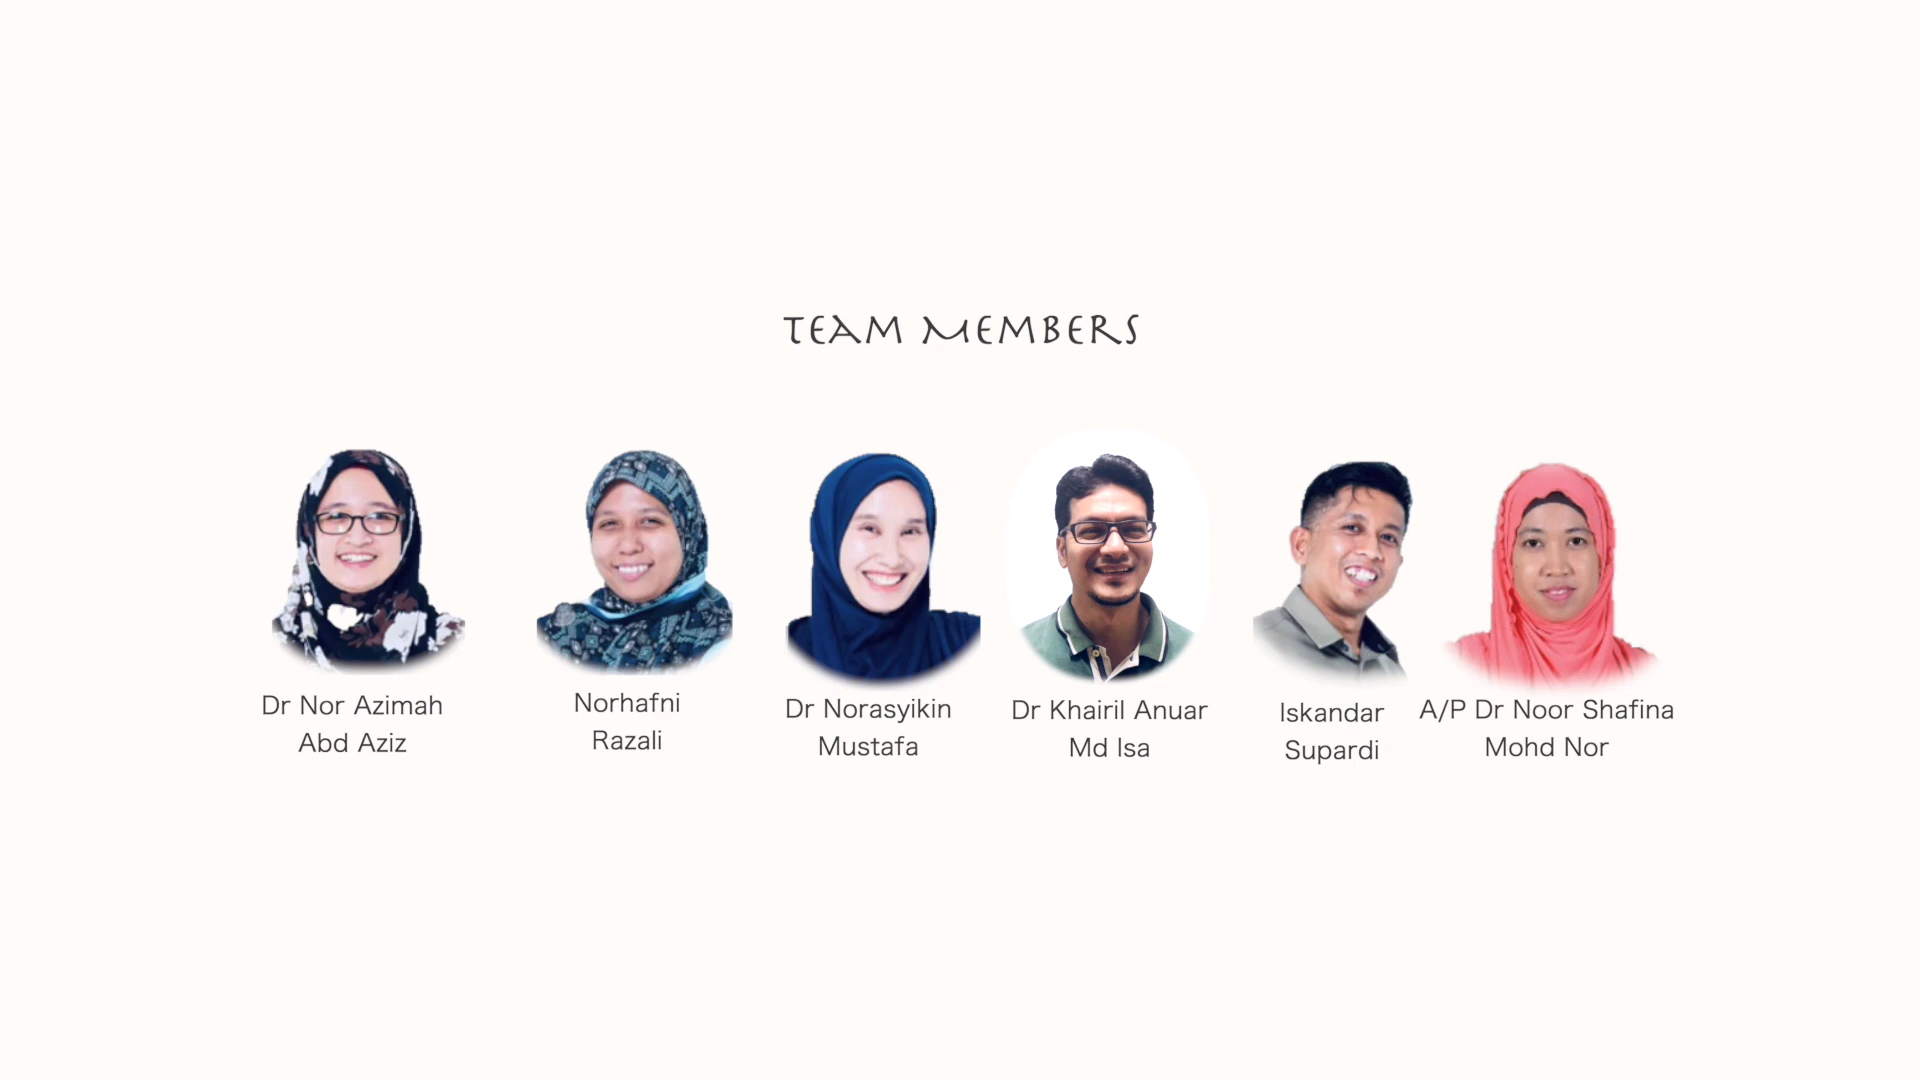 TEAM MEMBERS
Dr Nor Azimah
Abd Aziz
Norhafni
Razali
Dr Norasyikin
Mustafa
Dr Khairil Anuar
Md Isa
Iskandar
Supardi
A/P Dr Noor Shafina
Mohd Nor